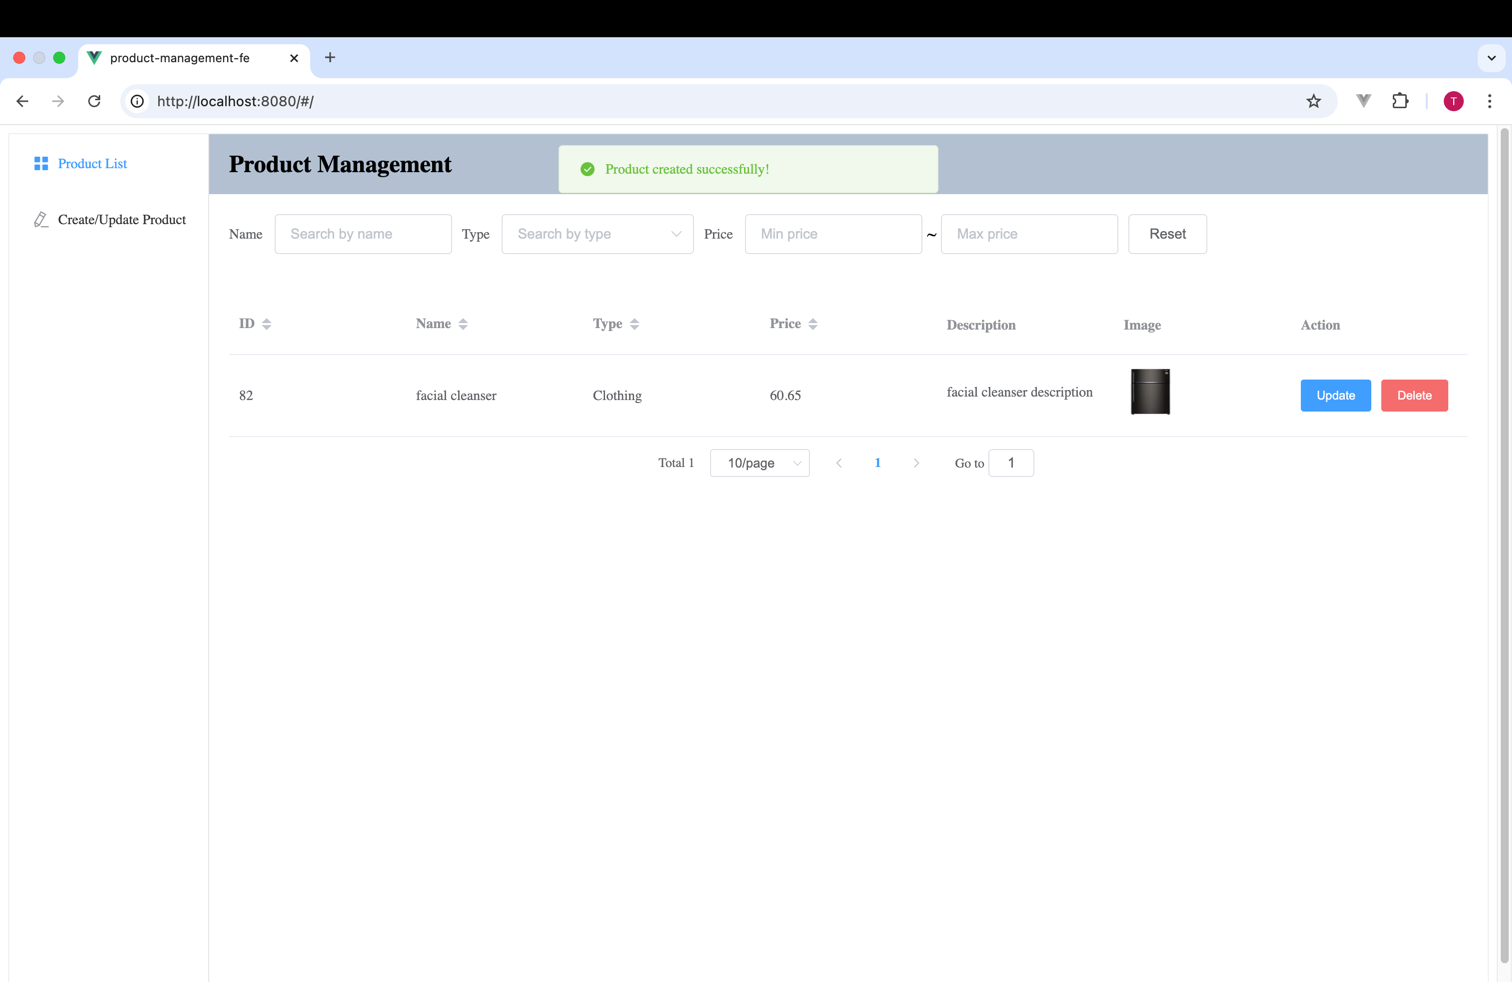 product-management-fe
http://localhost:8080/#/
T
Product List
Create/Update Product
Product Management
Product created successfully!
Name Search by name Type Search by type Price Min price ~ Max price Reset
ID Name Type Price Description Image Action
82 facial cleanser Clothing 60.65 facial cleanser description Update Delete
Total 1 10/page 1 Go to 1